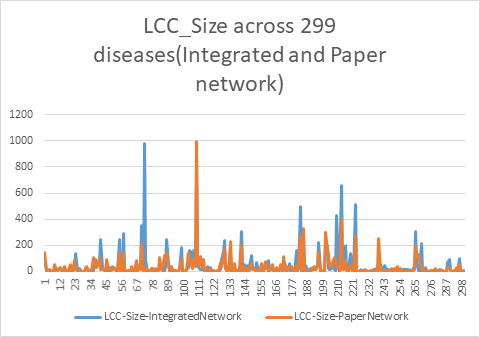 LCC_Size across 299
diseases(Integrated and Paper
network)
1200
1000
800
600
400
200
0
1 12 23 34 45 56 67 78 89 100 111 122 133 144 155 166 177 188 199 210 221 232 243 254 265 276 287 298
LCC-Size-IntegratedNetwork LCC-Size-PaperNetwork